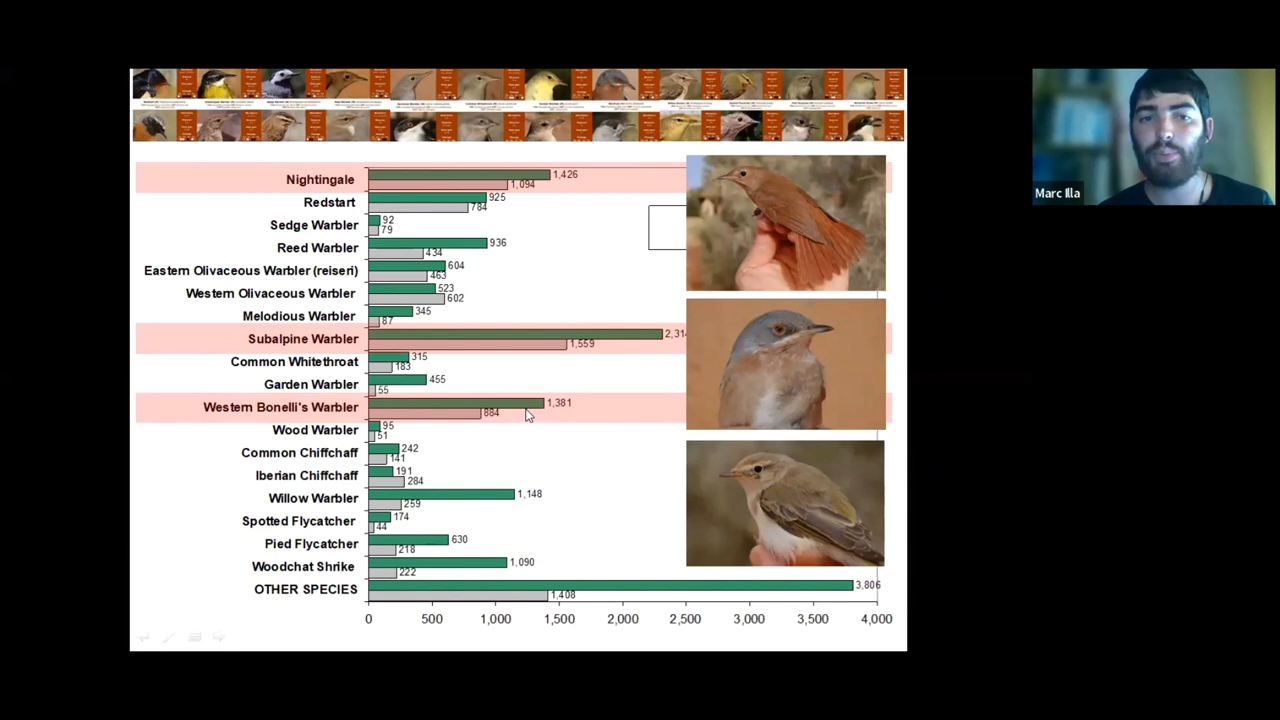 Marc Illa
Nightingale
1,426
1,094
Redstart
925
784
Sedge Warbler
92
79
Reed Warbler
936
434
Eastern Olivaceous Warbler (reiseri)
604
463
Western Olivaceous Warbler
523
602
Melodious Warbler
345
87
Subalpine Warbler
2,314
1,559
Common Whitethroat
315
183
Garden Warbler
455
55
Western Bonelli's Warbler
1,381
884
Wood Warbler
95
51
Common Chiffchaff
242
141
Iberian Chiffchaff
191
284
Willow Warbler
1,148
259
Spotted Flycatcher
174
44
Pied Flycatcher
630
218
Woodchat Shrike
1,090
222
OTHER SPECIES
3,806
1,408
0 500 1,000 1,500 2,000 2,500 3,000 3,500 4,000